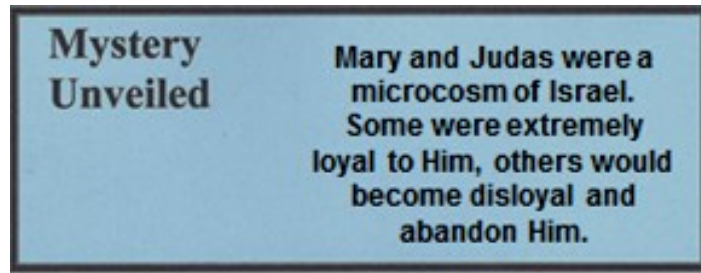 Mystery
Unveiled
Mary and Judas were a
microcosm of Israel.
Some were extremely
loyal to Him, others would
become disloyal and
abandon Him.